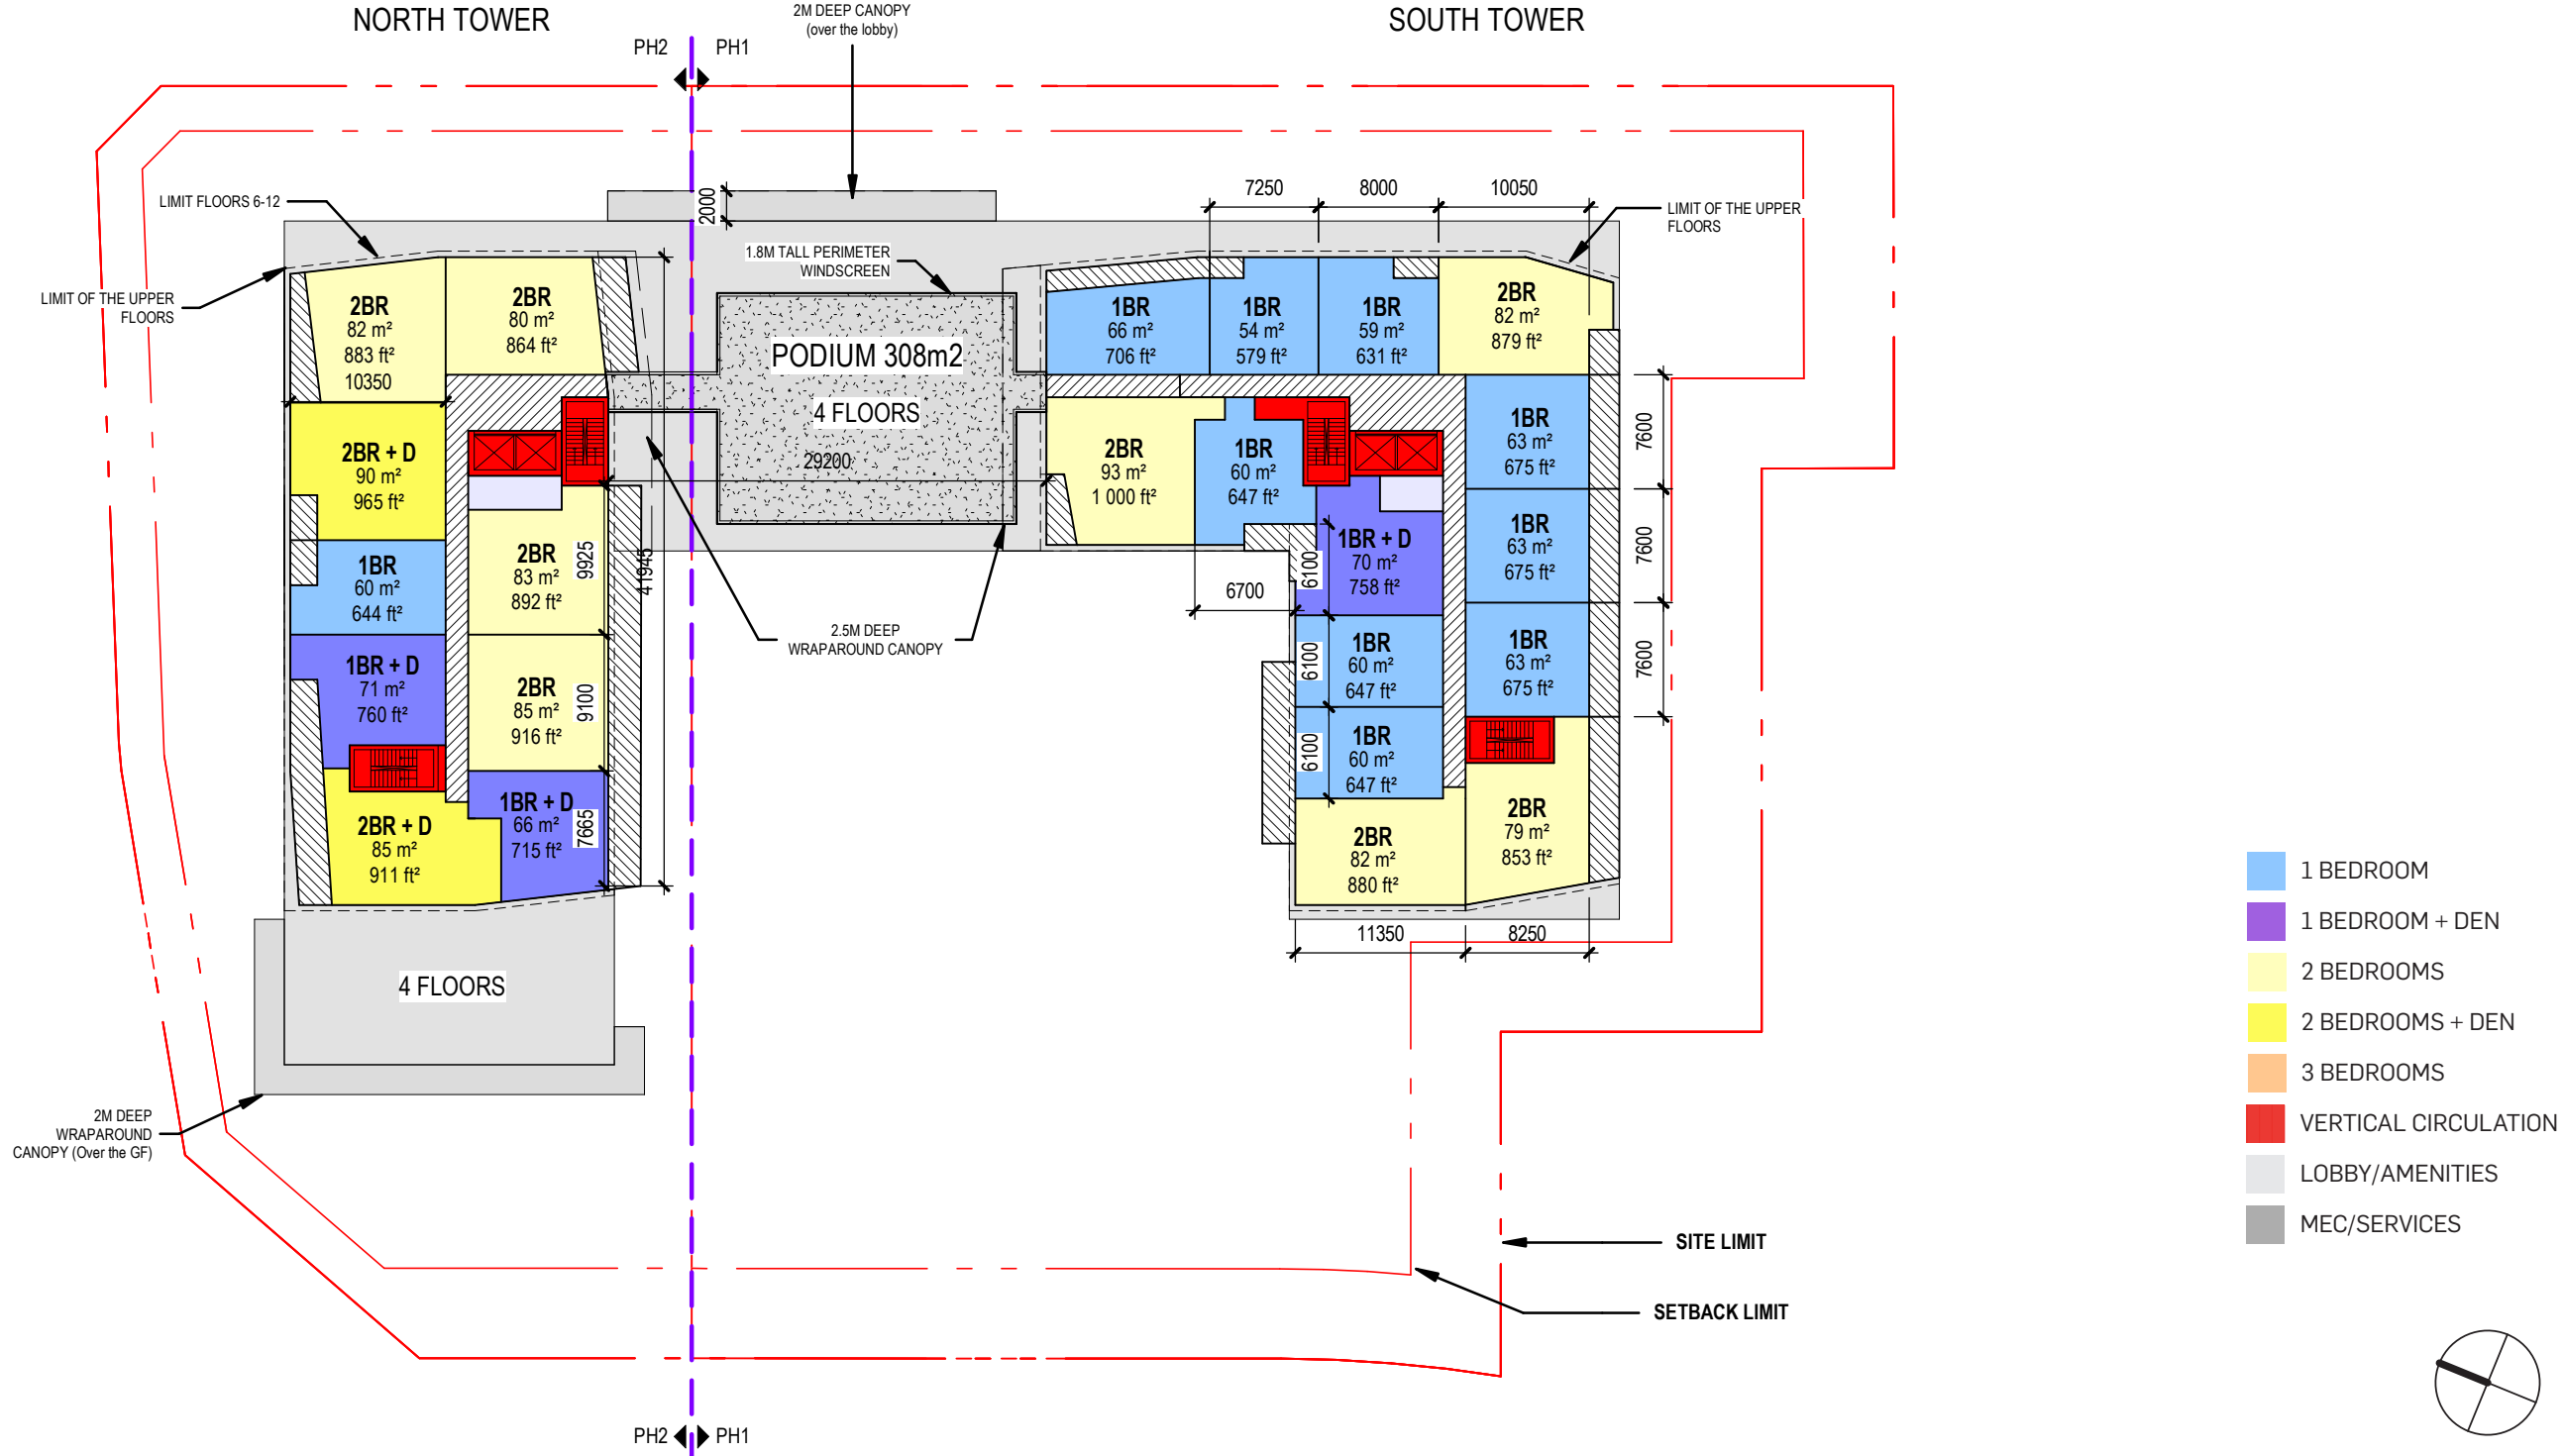 NORTH TOWER
2M DEEP CANOPY
(over the lobby)
SOUTH TOWER
PH2
PH1
LIMIT FLOORS 6-12
2000
7250
8000
10050
LIMIT OF THE UPPER
FLOORS
1.8M TALL PERIMETER
WINDSCREEN
LIMIT OF THE UPPER
FLOORS
2BR
82 m²
883 ft²
10350
2BR
80 m²
864 ft²
PODIUM 308m2
4 FLOORS
29200
1BR
66 m²
706 ft²
1BR
54 m²
579 ft²
1BR
59 m²
631 ft²
2BR
82 m²
879 ft²
2BR + D
90 m²
965 ft²
2BR
93 m²
1 000 ft²
1BR
60 m²
647 ft²
1BR
63 m²
675 ft²
7600
1BR
60 m²
644 ft²
2BR
83 m²
892 ft²
9925
41945
1BR + D
70 m²
758 ft²
6100
6700
1BR
63 m²
675 ft²
7600
2.5M DEEP
WRAPAROUND CANOPY
1BR + D
71 m²
760 ft²
2BR
85 m²
916 ft²
9100
1BR
60 m²
647 ft²
6100
1BR
63 m²
675 ft²
7600
1BR
60 m²
647 ft²
6100
2BR + D
85 m²
911 ft²
1BR + D
66 m²
715 ft²
7665
2BR
82 m²
880 ft²
2BR
79 m²
853 ft²
11350
8250
4 FLOORS
2M DEEP
WRAPAROUND
CANOPY (Over the GF)
1 BEDROOM
1 BEDROOM + DEN
2 BEDROOMS
2 BEDROOMS + DEN
3 BEDROOMS
VERTICAL CIRCULATION
LOBBY/AMENITIES
MEC/SERVICES
SITE LIMIT
SETBACK LIMIT
PH2
PH1